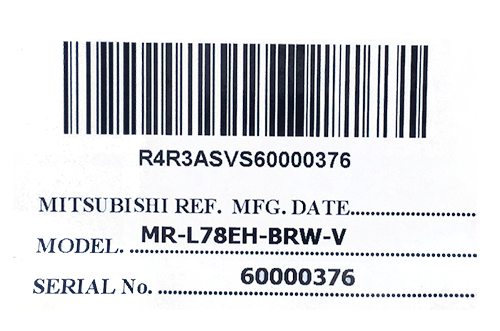 R4R3ASVS60000376
MITSUBISHI REF. MFG. DATE......................
MODEL. MR-L78EH-BRW-V
SERIAL No. 60000376